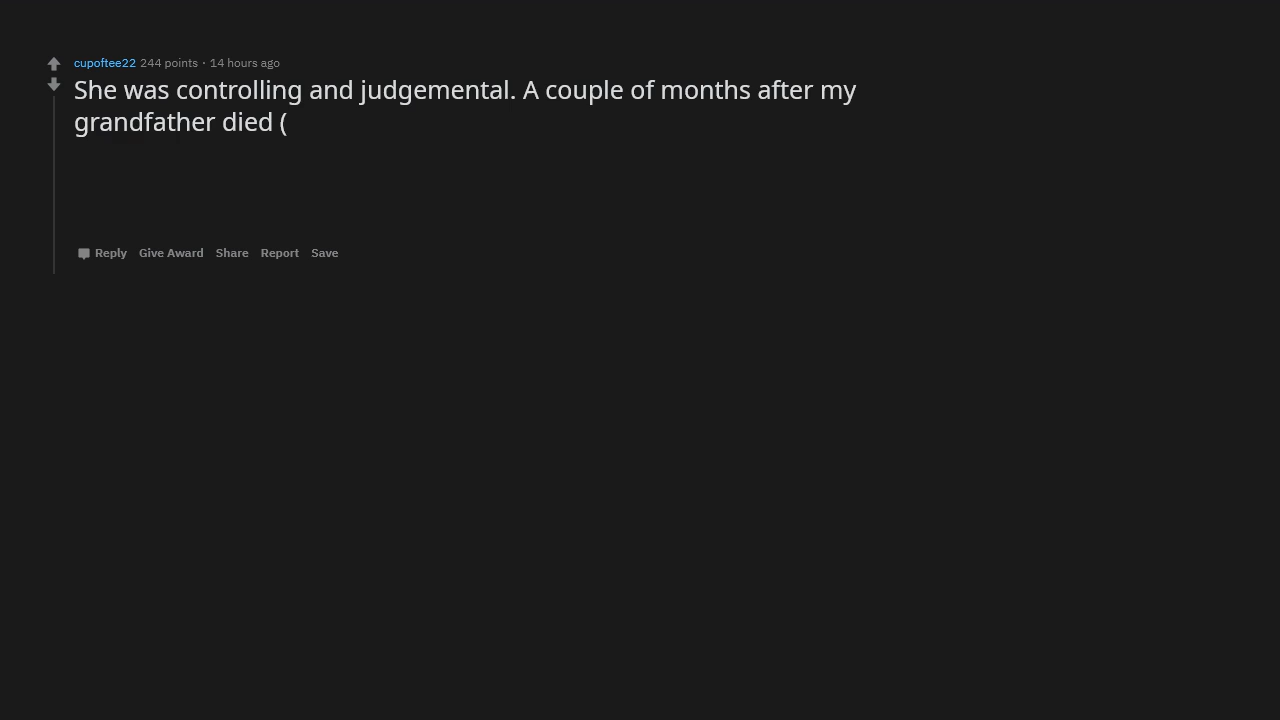 cupoftee22 244 points · 14 hours ago
She was controlling and judgemental. A couple of months after my
grandfather died (
Reply Give Award Share Report Save